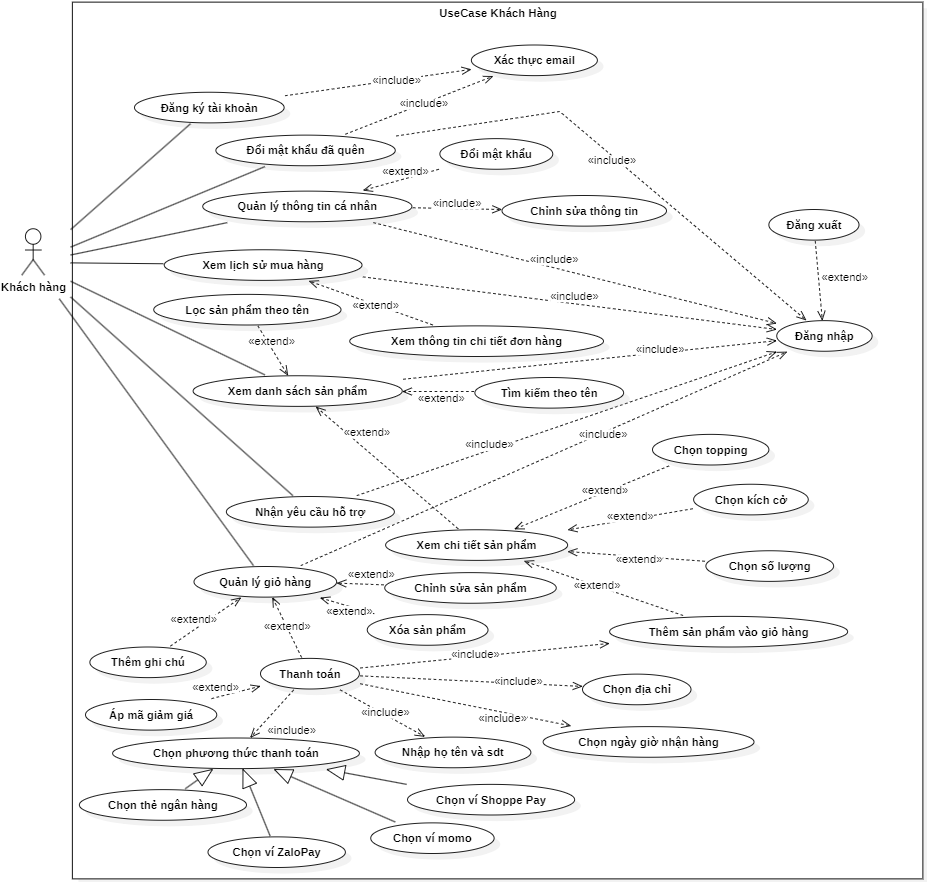 UseCase Khách Hàng
Xác thực email
«include»
Đăng ký tài khoản
«include»
Đổi mật khẩu đã quên
Đổi mật khẩu
«include»
«extend»
Quản lý thông tin cá nhân
«include»
Chỉnh sửa thông tin
Đăng xuất
Khách hàng
Xem lịch sử mua hàng
«include»
«extend»
«include»
Lọc sản phẩm theo tên
«extend»
Đăng nhập
«extend»
Xem thông tin chi tiết đơn hàng
«include»
Xem danh sách sản phẩm
«extend»
Tìm kiếm theo tên
«extend»
«include»
«include»
Chọn topping
«extend»
Chọn kích cở
Nhận yêu cầu hỗ trợ
«extend»
Xem chi tiết sản phẩm
«extend»
Chọn số lượng
Quản lý giỏ hàng
«extend»
Chỉnh sửa sản phẩm
«extend»
«extend»
«extend»
«extend»
Xóa sản phẩm
Thêm sản phẩm vào giỏ hàng
Thêm ghi chú
«include»
Thanh toán
«extend»
«include»
Chọn địa chỉ
Áp mã giảm giá
«include»
«include»
«include»
Chọn phương thức thanh toán
Nhập họ tên và sdt
Chọn ngày giờ nhận hàng
Chọn thẻ ngân hàng
Chọn ví Shoppe Pay
Chọn ví momo
Chọn ví ZaloPay